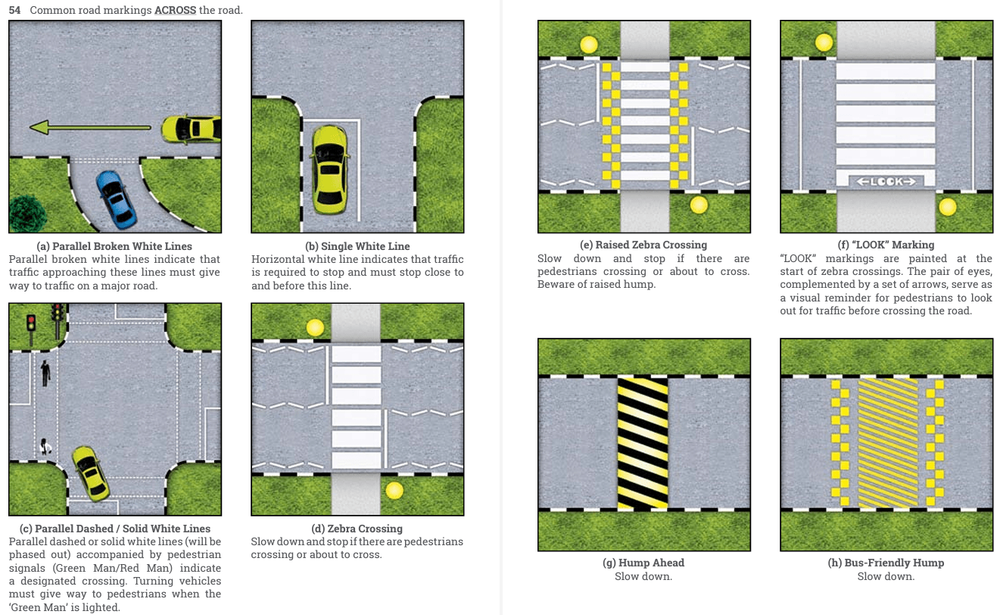 54 Common road markings ACROSS the road.
(a) Parallel Broken White Lines
Parallel broken white lines indicate that
traffic approaching these lines must give
way to traffic on a major road.
(b) Single White Line
Horizontal white line indicates that traffic
is required to stop and must stop close to
and before this line.
(c) Parallel Dashed / Solid White Lines
Parallel dashed or solid white lines (will be
phased out) accompanied by pedestrian
signals (Green Man/Red Man) indicate
a designated crossing. Turning vehicles
must give way to pedestrians when the
‘Green Man’ is lighted.
(d) Zebra Crossing
Slow down and stop if there are pedestrians
crossing or about to cross.
(e) Raised Zebra Crossing
Slow down and stop if there are
pedestrians crossing or about to cross.
Beware of raised hump.
LOOK
(f) “LOOK” Marking
“LOOK” markings are painted at the
start of zebra crossings. The pair of eyes,
complemented by a set of arrows, serve as
a visual reminder for pedestrians to look
out for traffic before crossing the road.
(g) Hump Ahead
Slow down.
(h) Bus-Friendly Hump
Slow down.